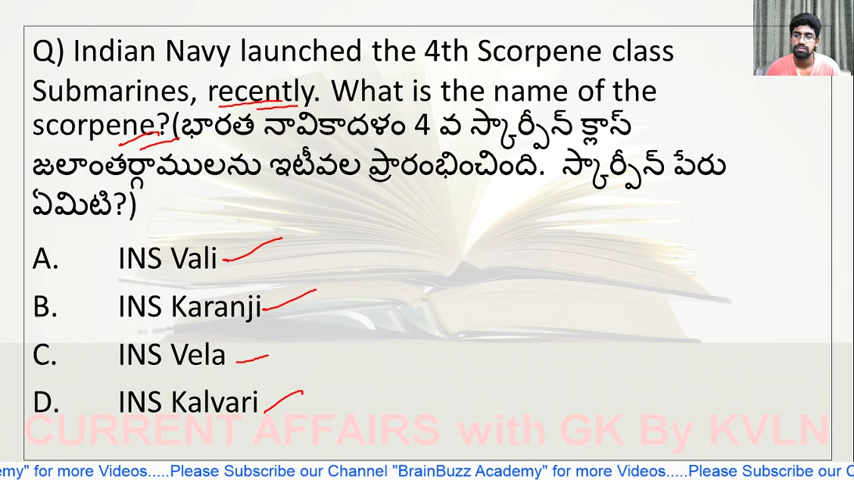 Q) Indian Navy launched the 4th Scorpene class
Submarines, recently. What is the name of the
scorpene?(భారత నావికాదళం 4 వ స్కార్పీన్ క్లాస్
జలాంతర్గాములను ఇటీవల ప్రారంభించింది. స్కార్పీన్ పేరు
ఏమిటి?)
A. INS Vali
B. INS Karanji
C. INS Vela
D. INS Kalvari
CURRENT AFFAIRS with GK By KVLN
emy" for more Videos.....Please Subscribe our Channel "BrainBuzz Academy" for more Videos.....Please Subscribe our C